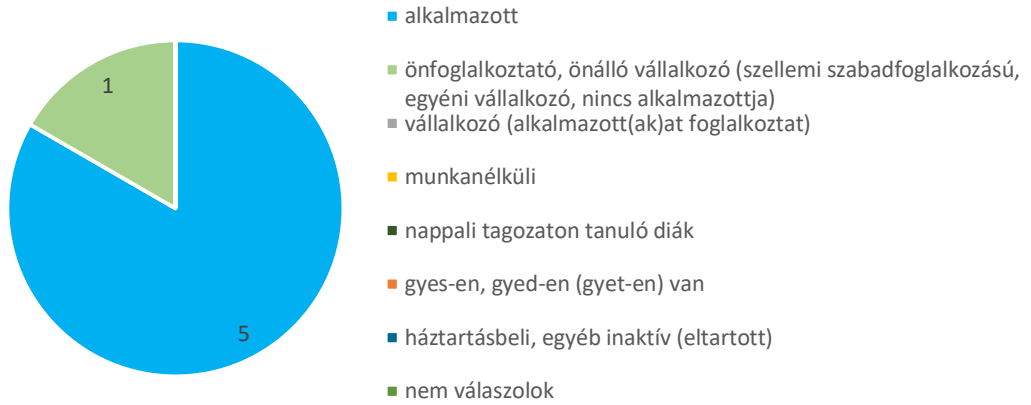 alkalmazott
önfoglalkoztató, önálló vállalkozó (szellemi szabadfoglalkozású,
egyéni vállalkozó, nincs alkalmazottja)
vállalkozó (alkalmazott(ak)at foglalkoztat)
munkanélküli
nappali tagozaton tanuló diák
gyes-en, gyed-en (gyet-en) van
háztartásbeli, egyéb inaktív (eltartott)
nem válaszolok
1
5